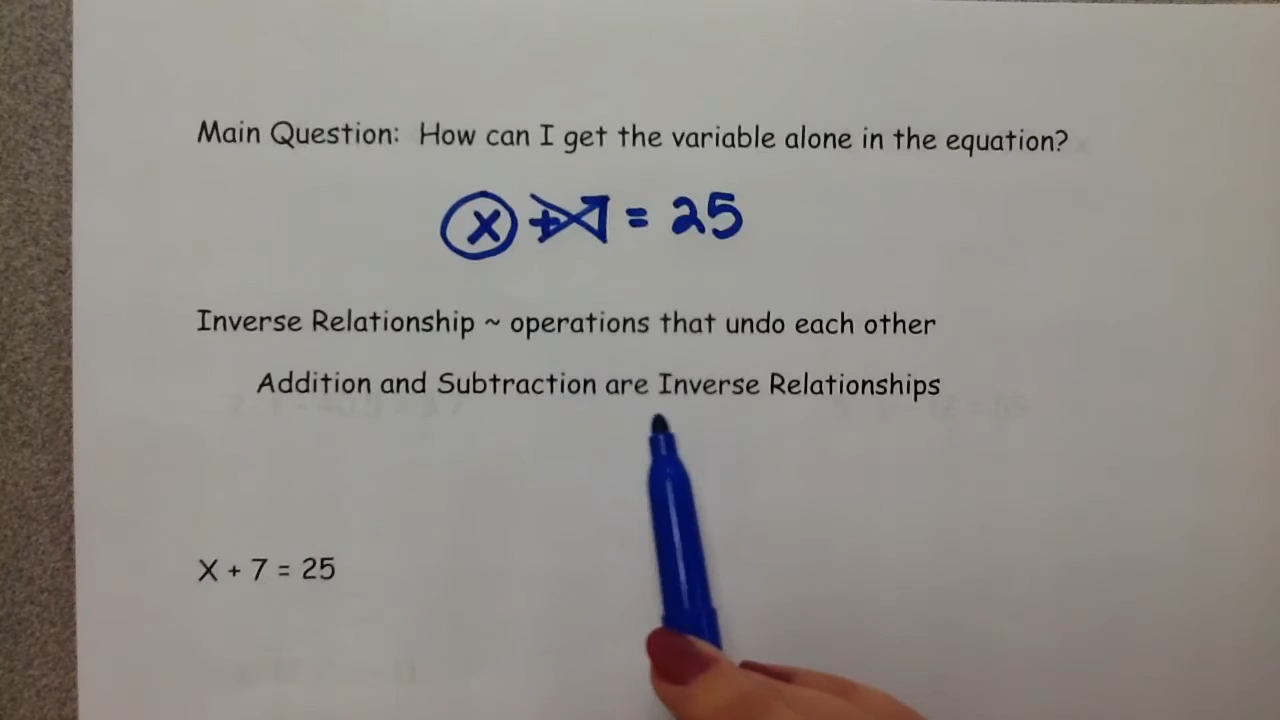 Main Question: How can I get the variable alone in the equation?
x + 7 = 25
Inverse Relationship ~ operations that undo each other
Addition and Subtraction are Inverse Relationships
X + 7 = 25